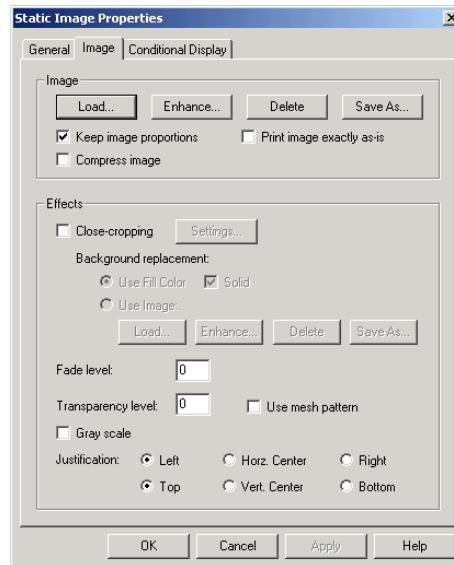 Static Image Properties
General Image Conditional Display
Image
Load... Enhance... Delete Save As...
Keep image proportions Print image exactly as-is
Compress image
Effects
Close-cropping Settings...
Background replacement:
Use Fill Color Solid
Use Image:
Load... Enhance... Delete Save As...
Fade level: 0
Transparency level: 0 Use mesh pattern
Gray scale
Justification: Left Horz. Center Right
Top Vert. Center Bottom
OK Cancel Apply Help